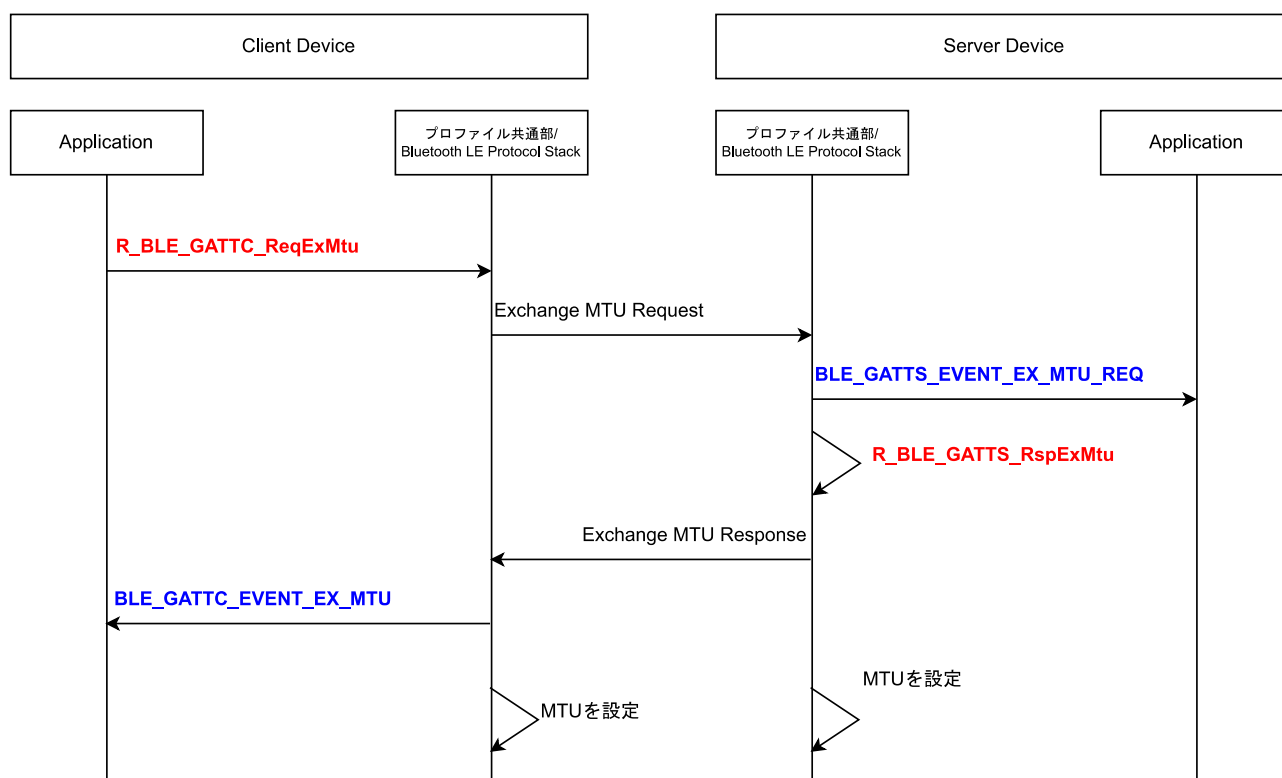 Client Device
Server Device
Application
プロファイル共通部/
Bluetooth LE Protocol Stack
プロファイル共通部/
Bluetooth LE Protocol Stack
Application
R_BLE_GATTC_ReqExMtu
Exchange MTU Request
BLE_GATTS_EVENT_EX_MTU_REQ
R_BLE_GATTS_RspExMtu
Exchange MTU Response
BLE_GATTC_EVENT_EX_MTU
MTUを設定
MTUを設定